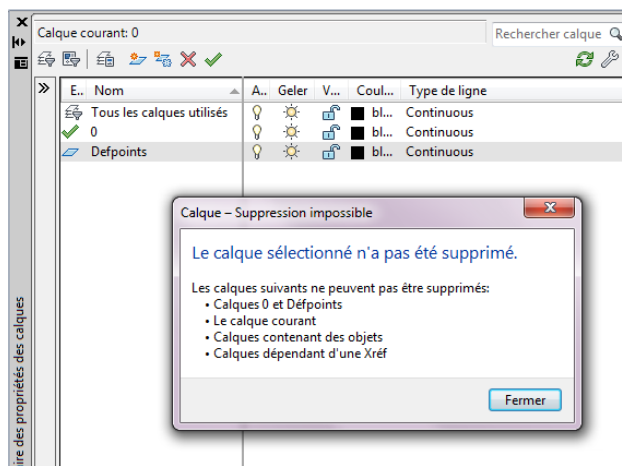 Calque courant: 0
Rechercher calque
E.. Nom A.. Geler V... Coul... Type de ligne
Tous les calques utilisés bl... Continuous
0 bl... Continuous
Defpoints bl... Continuous
Calque – Suppression impossible
Le calque sélectionné n'a pas été supprimé.
Les calques suivants ne peuvent pas être supprimés:
• Calques 0 et Défpoints
• Le calque courant
• Calques contenant des objets
• Calques dépendant d'une Xréf
Fermer
ire des propriétés des calques